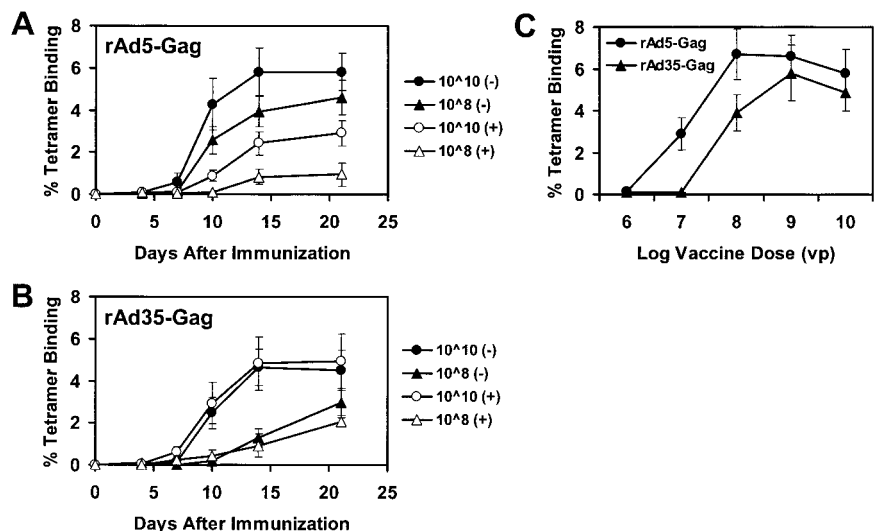 A
rAd5-Gag
% Tetramer Binding
8
6
4
2
0
0 5 10 15 20 25
Days After Immunization
10^10 (-)
10^8 (-)
10^10 (+)
10^8 (+)
C
% Tetramer Binding
8
6
4
2
0
rAd5-Gag
rAd35-Gag
6 7 8 9 10
Log Vaccine Dose (vp)
B
rAd35-Gag
% Tetramer Binding
8
6
4
2
0
0 5 10 15 20 25
Days After Immunization
10^10 (-)
10^8 (-)
10^10 (+)
10^8 (+)